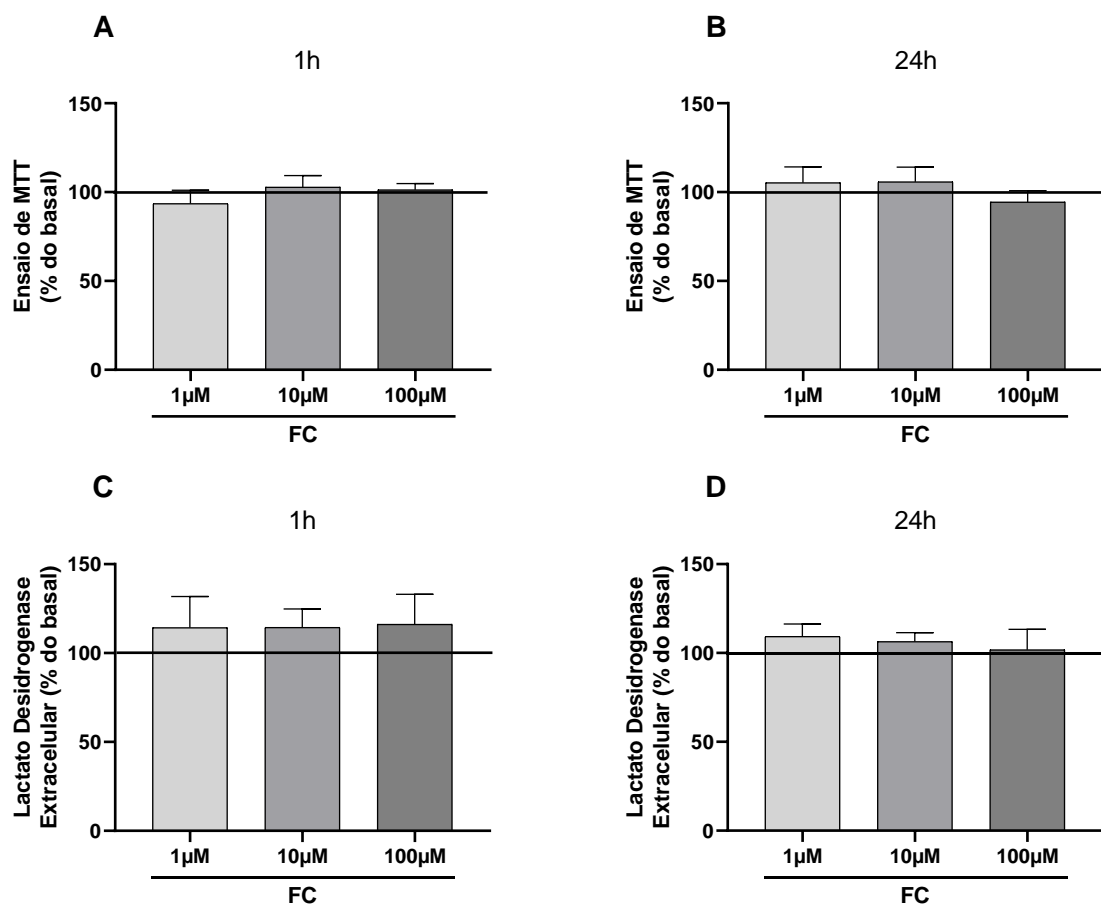 A
1h
Ensaio de MTT
(% do basal)
150
100
50
0
1µM 10µM 100µM
FC
B
24h
Ensaio de MTT
(% do basal)
150
100
50
0
1µM 10µM 100µM
FC
C
1h
Lactato Desidrogenase
Extracelular (% do basal)
150
100
50
0
1µM 10µM 100µM
FC
D
24h
Lactato Desidrogenase
Extracelular (% do basal)
150
100
50
0
1µM 10µM 100µM
FC